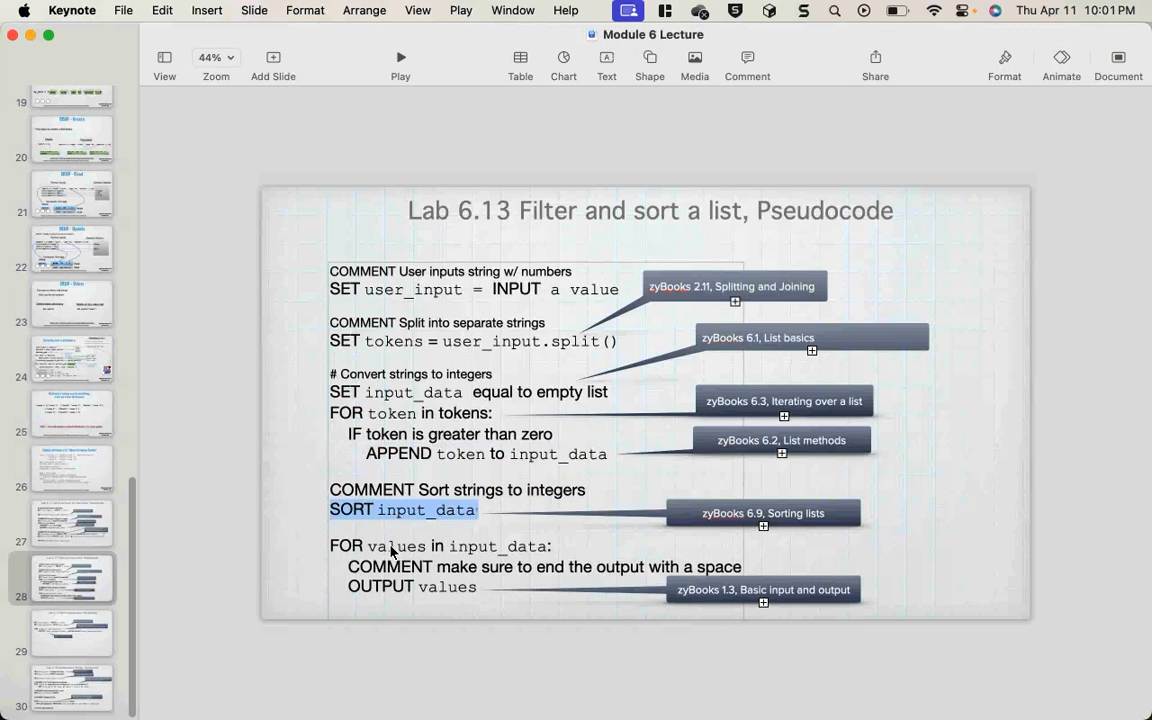 Keynote File Edit Insert Slide Format Arrange View Play Window Help Thu Apr 11 10:01 PM
Module 6 Lecture
44%
View Zoom Add Slide Play Table Chart Text Shape Media Comment Share Format Animate Document
Lab 6.13 Filter and sort a list, Pseudocode
COMMENT User inputs string w/ numbers
SET user_input = INPUT a value
zyBooks 2.11, Splitting and Joining
COMMENT Split into separate strings
SET tokens = user_input.split()
zyBooks 6.1, List basics
# Convert strings to integers
SET input_data equal to empty list
FOR token in tokens:
zyBooks 6.3, Iterating over a list
IF token is greater than zero
zyBooks 6.2, List methods
APPEND token to input_data
COMMENT Sort strings to integers
SORT input_data
zyBooks 6.9, Sorting lists
FOR values in input_data:
COMMENT make sure to end the output with a space
OUTPUT values
zyBooks 1.3, Basic input and output
19
20
21
22
23
24
25
26
27
28
29
30